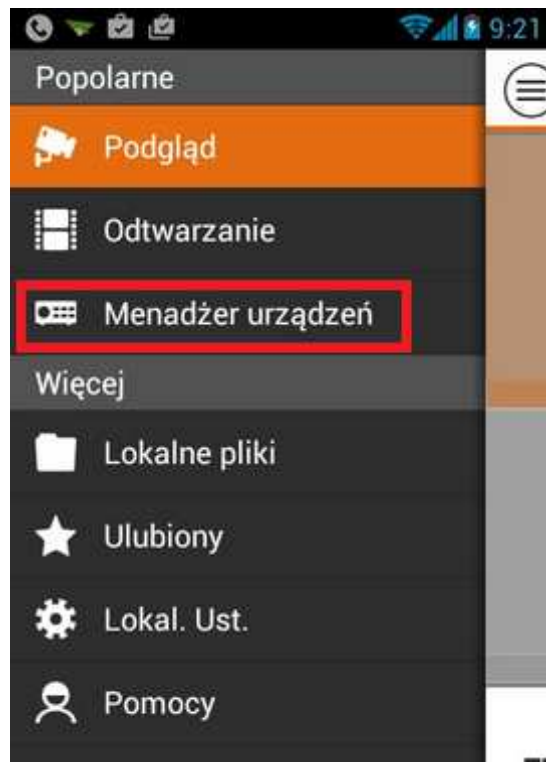 9:21
Popolarne
Podgląd
Odtwarzanie
Menadżer urządzeń
Więcej
Lokalne pliki
Ulubiony
Lokal. Ust.
Pomocy